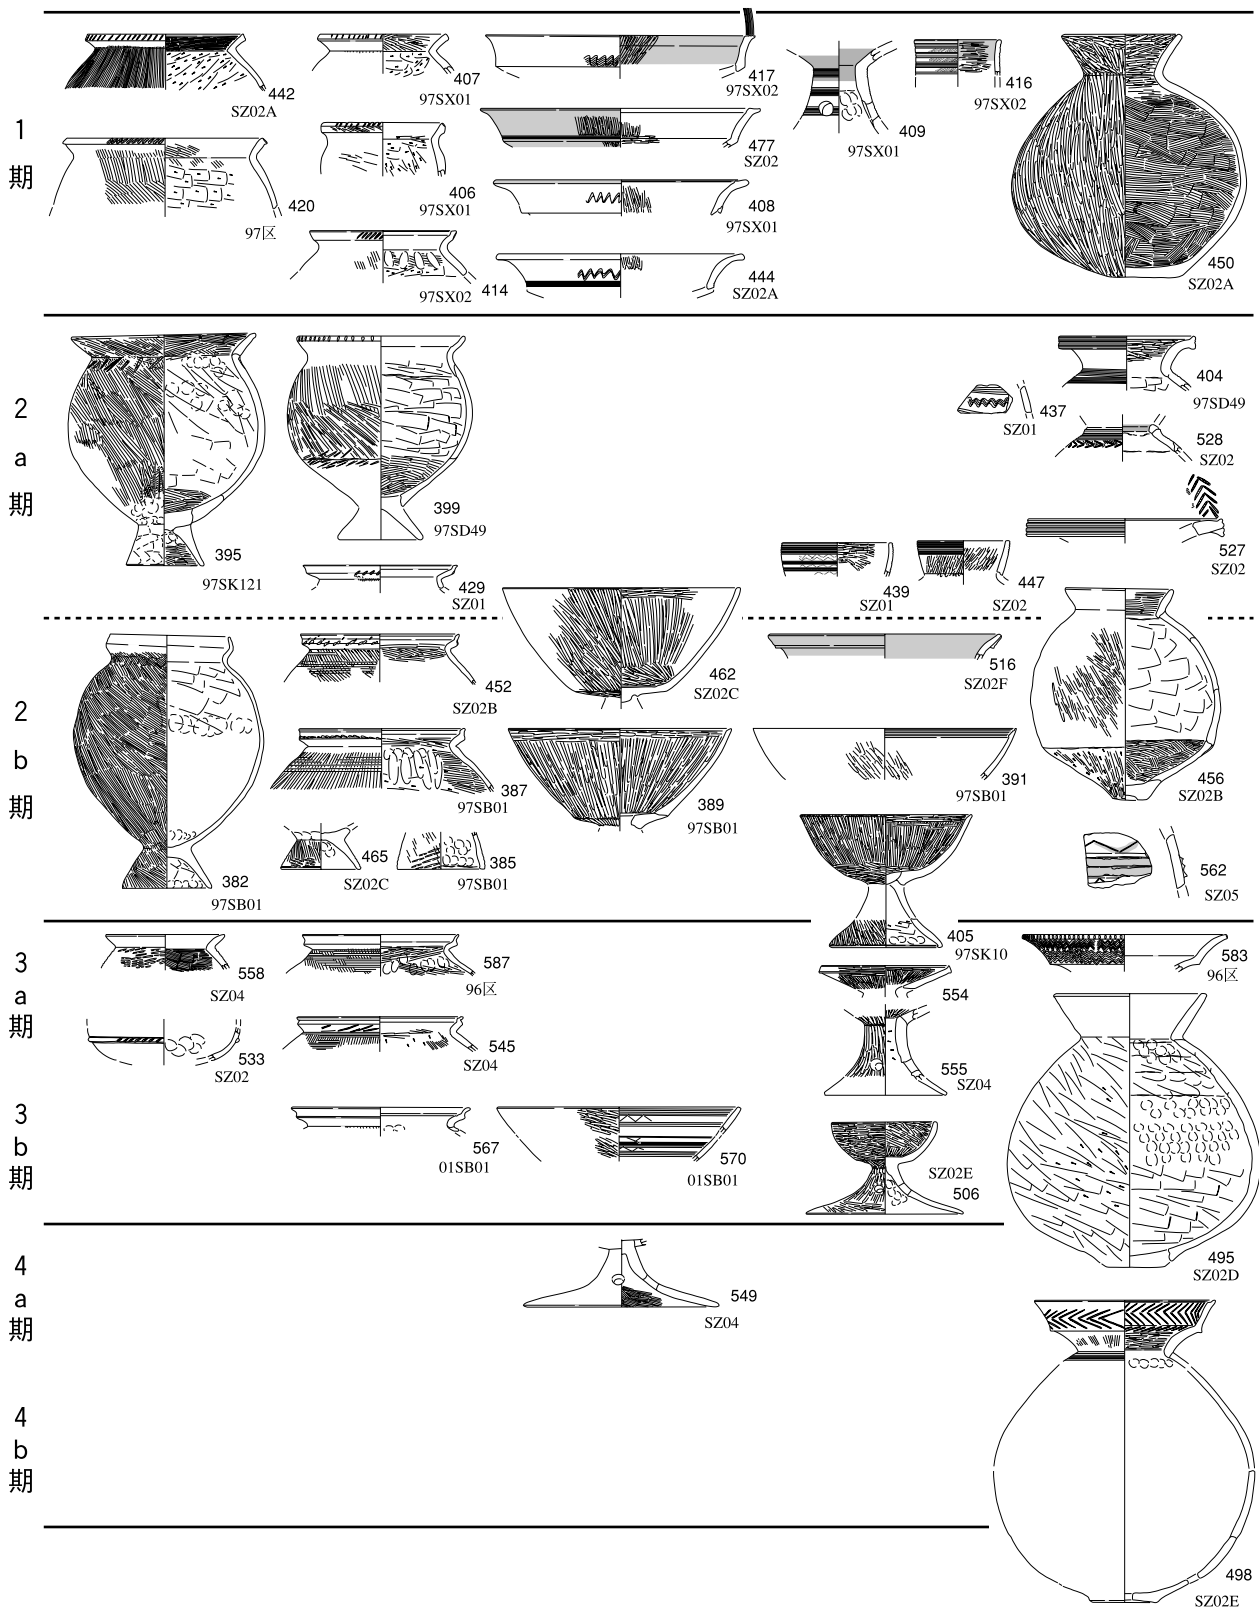 1
期
442
SZ02A
407
97SX01
417
97SX02
409
97SX01
416
97SX02
450
SZ02A
420
97区
406
97SX01
477
SZ02
408
97SX01
414
97SX02
444
SZ02A
2
a
期
395
97SK121
399
97SD49
429
SZ01
437
SZ01
404
97SD49
528
SZ02
527
SZ02
439
SZ01
447
SZ02
2
b
期
382
97SB01
452
SZ02B
387
97SB01
465
SZ02C
385
97SB01
462
SZ02C
389
97SB01
516
SZ02F
391
97SB01
405
97SK10
456
SZ02B
562
SZ05
3
a
期
558
SZ04
533
SZ02
587
96区
545
SZ04
554
555
SZ04
583
96区
3
b
期
567
01SB01
570
01SB01
SZ02E
506
495
SZ02D
4
a
期
549
SZ04
4
b
期
498
SZ02E